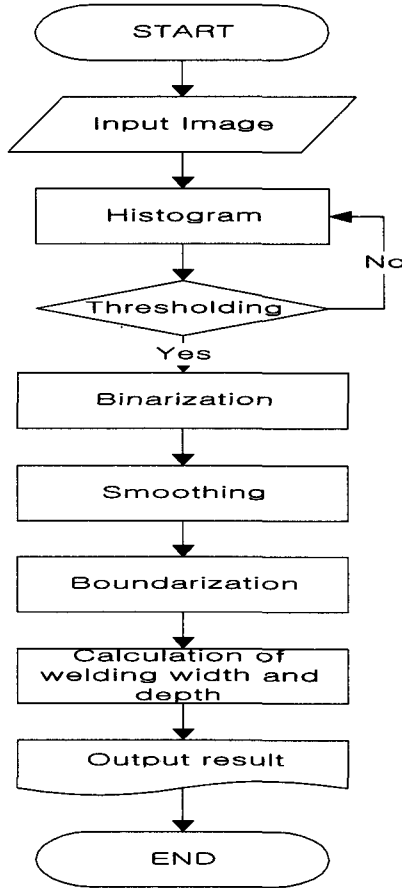 START
Input Image
Histogram
No
Thresholding
Yes
Binarization
Smoothing
Boundarization
Calculation of
welding width and
depth
Output result
END